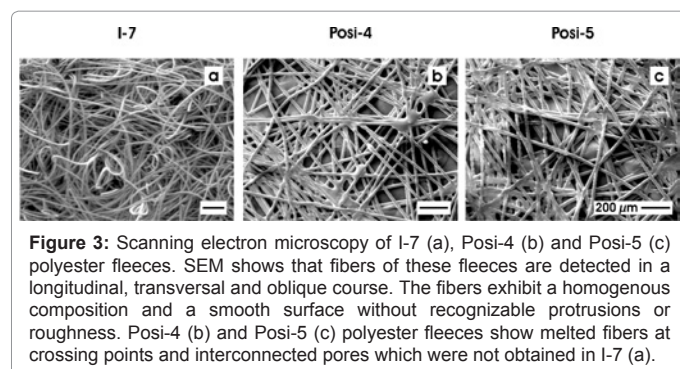 I-7 Posi-4 Posi-5
a b c
200 µm
Figure 3: Scanning electron microscopy of I-7 (a), Posi-4 (b) and Posi-5 (c)
polyester fleeces. SEM shows that fibers of these fleeces are detected in a
longitudinal, transversal and oblique course. The fibers exhibit a homogenous
composition and a smooth surface without recognizable protrusions or
roughness. Posi-4 (b) and Posi-5 (c) polyester fleeces show melted fibers at
crossing points and interconnected pores which were not obtained in I-7 (a).